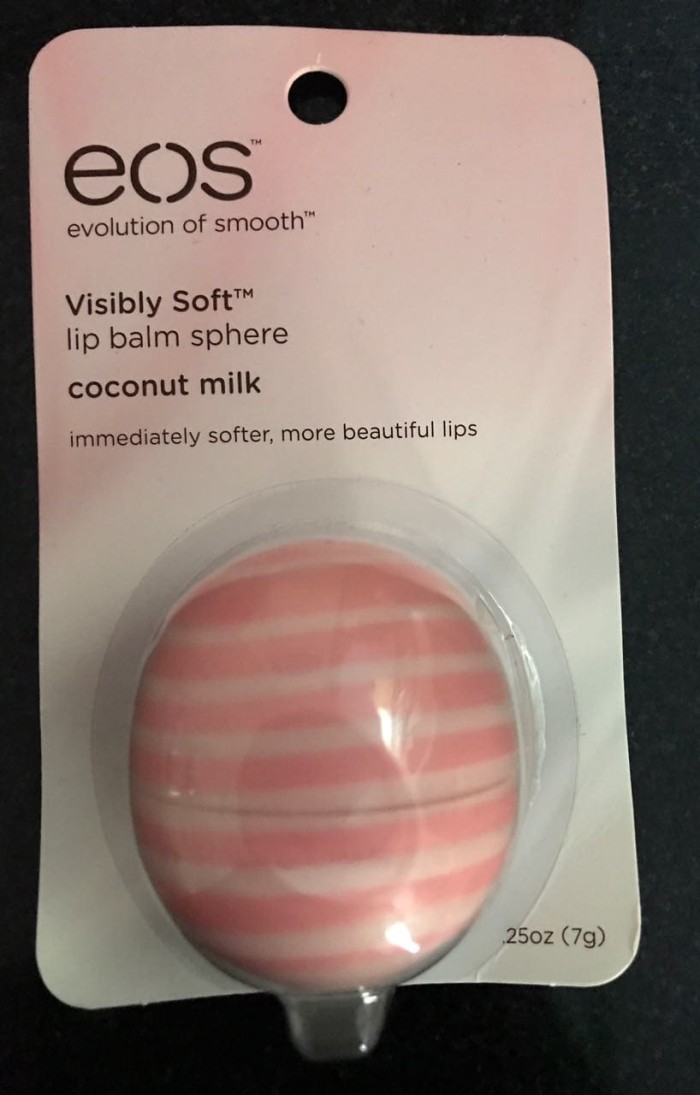 eos™
evolution of smooth™
Visibly Soft™
lip balm sphere
coconut milk
immediately softer, more beautiful lips
.25oz (7g)